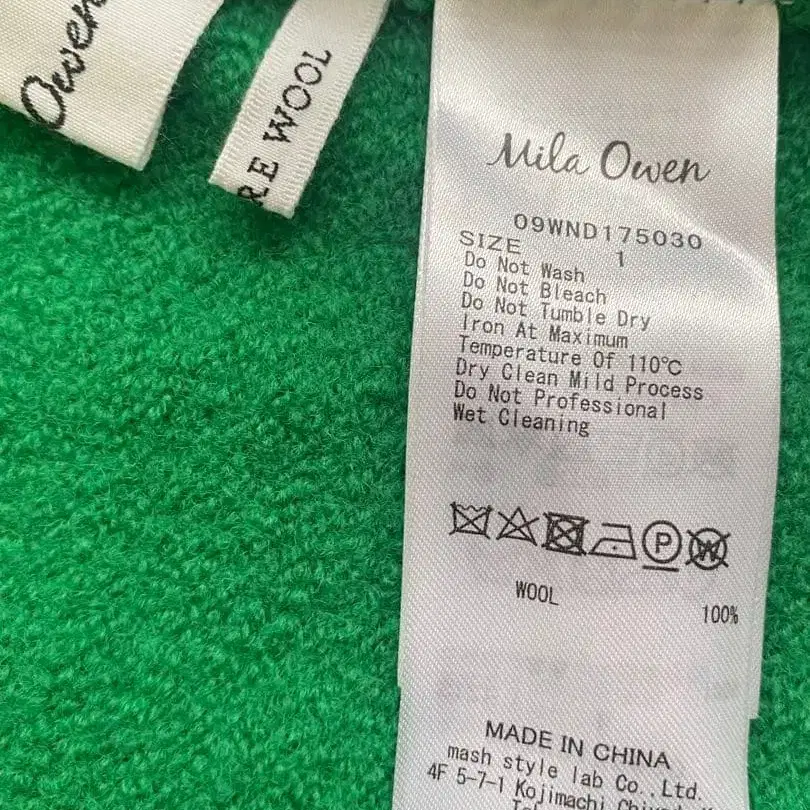 Owen
RE WOOL
Mila Owen
09WND175030
SIZE 1
Do Not Wash
Do Not Bleach
Do Not Tumble Dry
Iron At Maximum
Temperature Of 110℃
Dry Clean Mild Process
Do Not Professional
Wet Cleaning
P W
WOOL 100%
MADE IN CHINA
mash style lab Co.,Ltd.
4F 5-7-1 Kojimachi